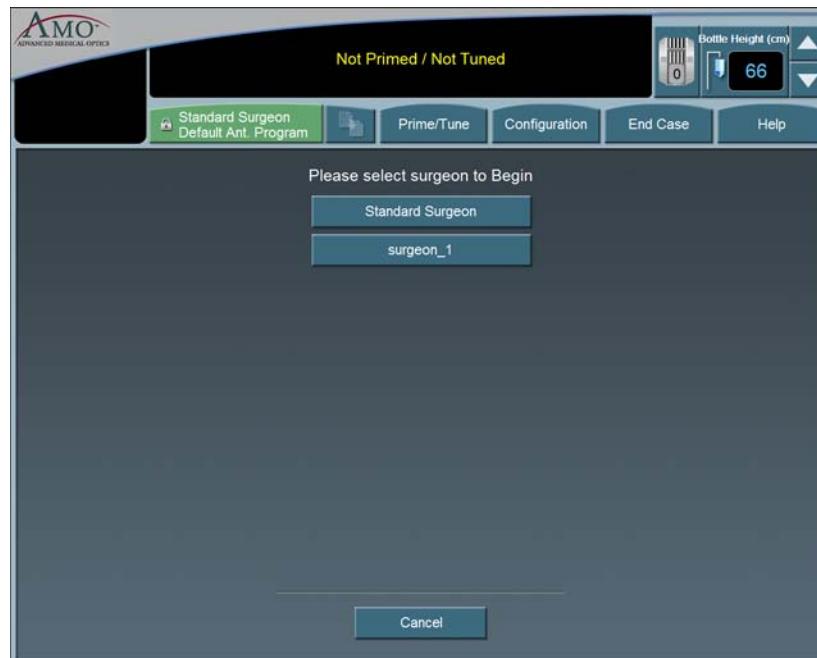 AMO
ADVANCED MEDICAL OPTICS
Not Primed / Not Tuned
0
Bottle Height (cm)
66
Standard Surgeon
Default Ant. Program
Prime/Tune
Configuration
End Case
Help
Please select surgeon to Begin
Standard Surgeon
surgeon_1
Cancel